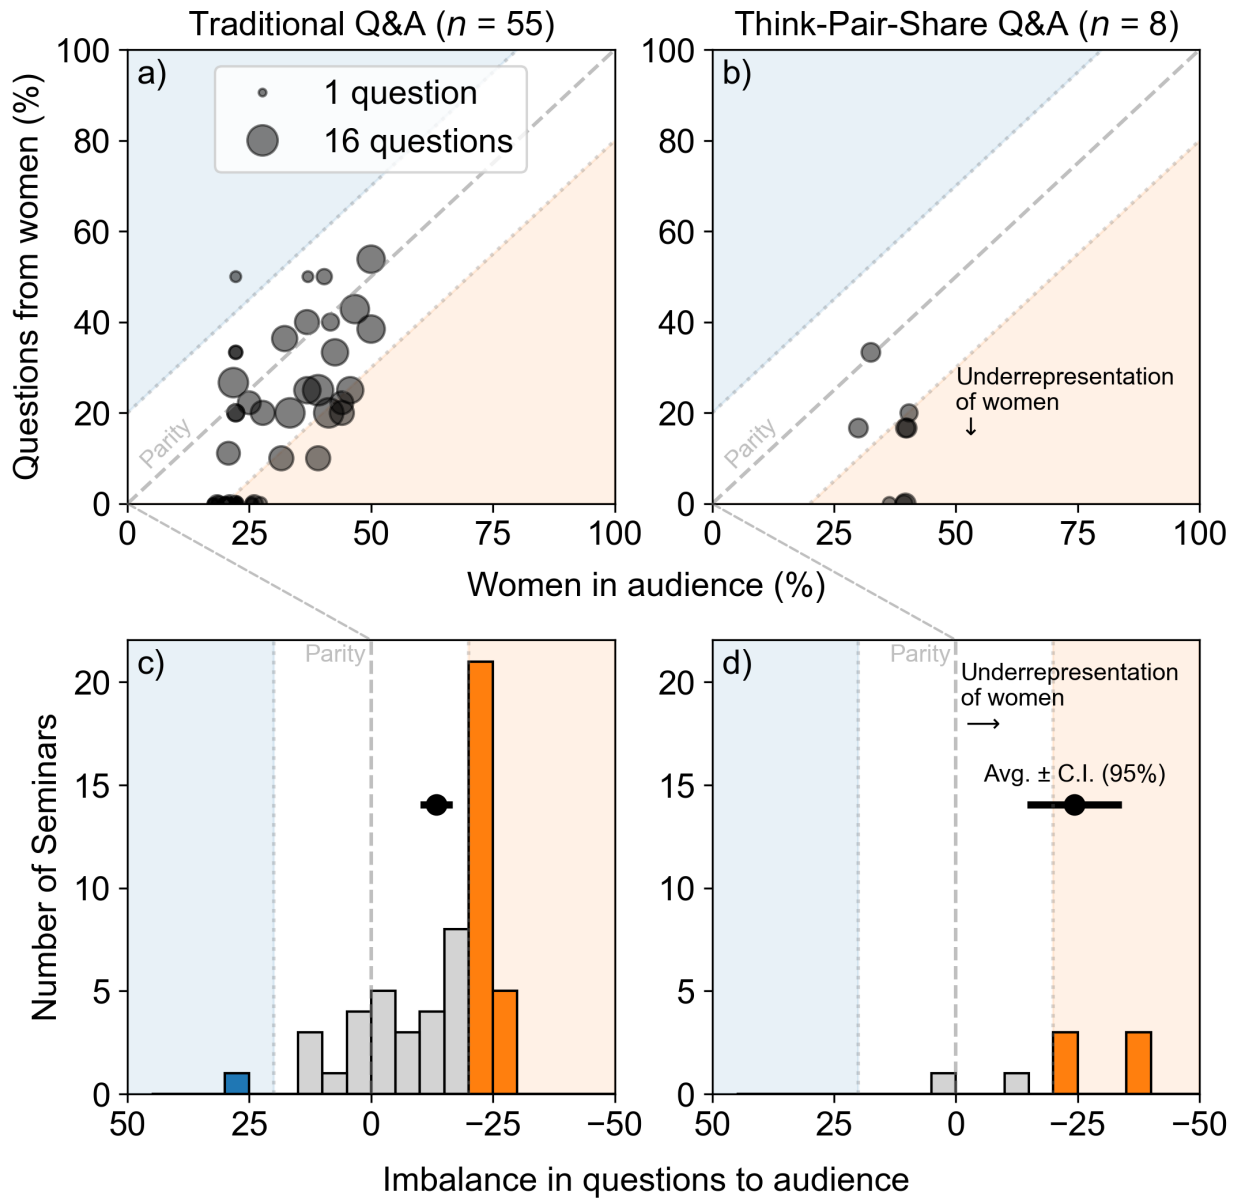 Traditional Q&A (n = 55)
Think-Pair-Share Q&A (n = 8)
Questions from women (%)
100
80
60
40
20
0
a)
1 question
16 questions
Parity
0
25
50
75
100
100
80
60
40
20
0
b)
Underrepresentation
of women
↓
Parity
0
25
50
75
100
Women in audience (%)
Number of Seminars
20
15
10
5
0
c)
Parity
50
25
0
−25
−50
20
15
10
5
0
d)
Parity
Underrepresentation
of women
⟶
Avg. ± C.I. (95%)
50
25
0
−25
−50
Imbalance in questions to audience